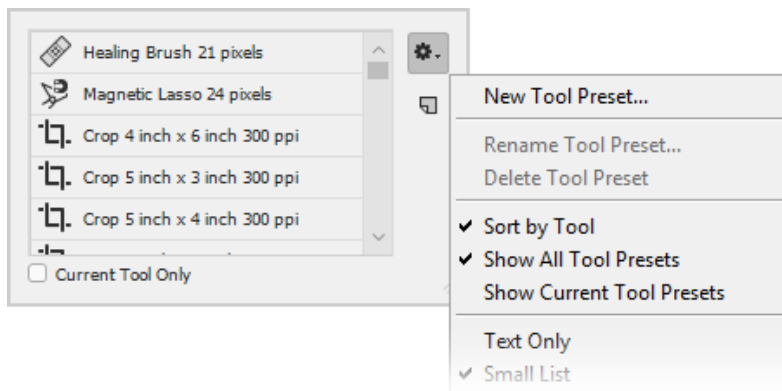 Healing Brush 21 pixels
Magnetic Lasso 24 pixels
Crop 4 inch x 6 inch 300 ppi
Crop 5 inch x 3 inch 300 ppi
Crop 5 inch x 4 inch 300 ppi
Current Tool Only
New Tool Preset...
Rename Tool Preset...
Delete Tool Preset
Sort by Tool
Show All Tool Presets
Show Current Tool Presets
Text Only
Small List